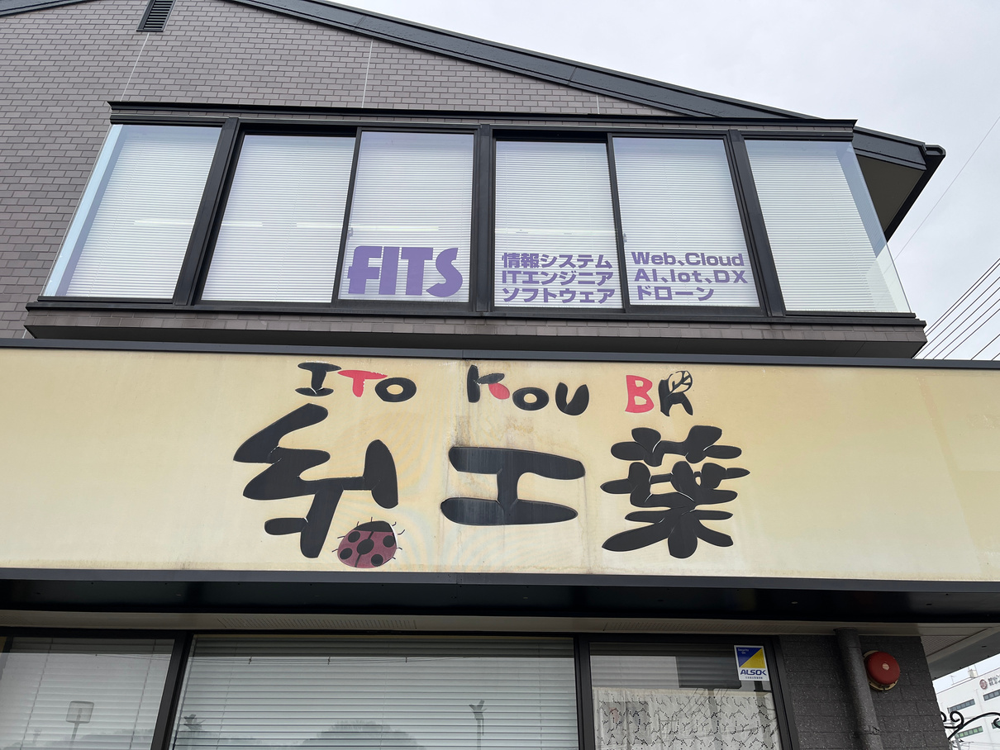 FITS
情報システム
ITエンジニア
ソフトウェア
Web、Cloud
AI、Iot、DX
ドローン
ITO KOU BA
糸工葉
ALSOK